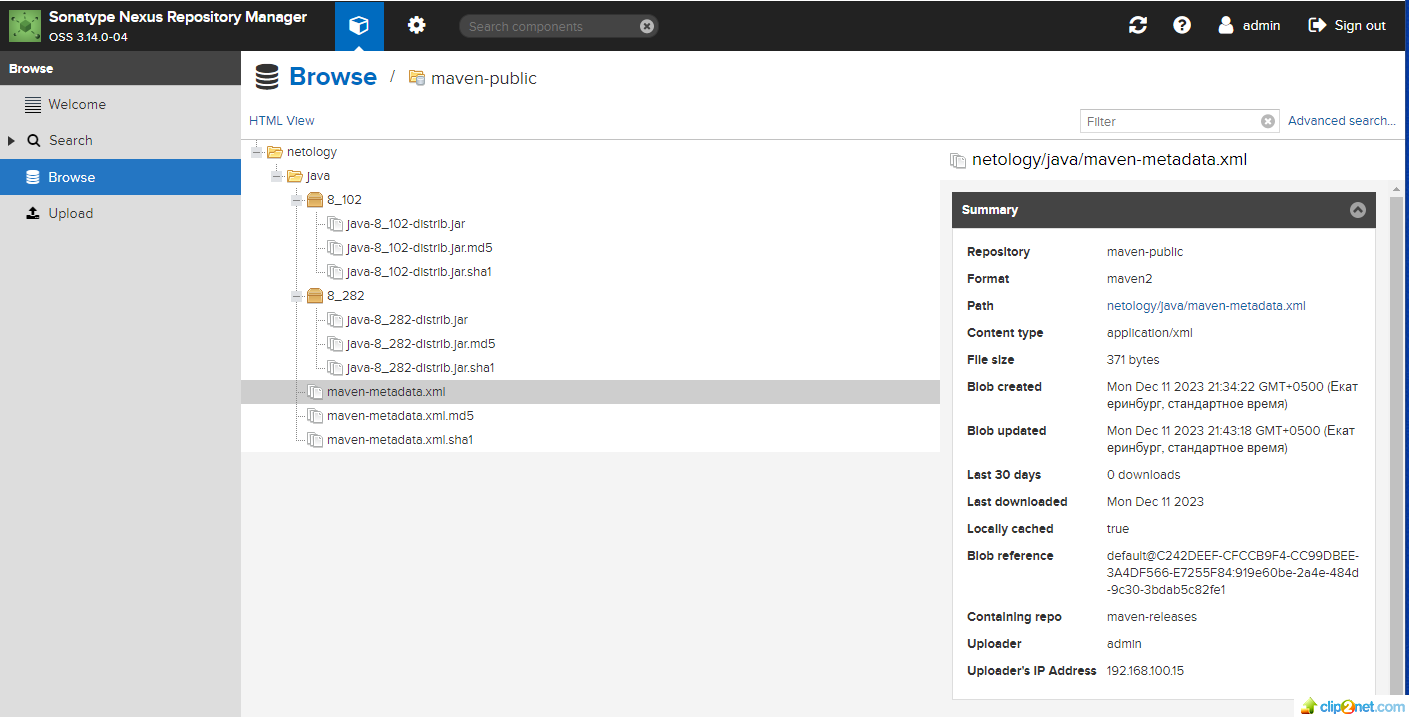 Sonatype Nexus Repository Manager
OSS 3.14.0-04
Search components
admin
Sign out
Browse
Welcome
Search
Browse
Upload
Browse / maven-public
HTML View
Filter
Advanced search...
netology
java
8_102
java-8_102-distrib.jar
java-8_102-distrib.jar.md5
java-8_102-distrib.jar.sha1
8_282
java-8_282-distrib.jar
java-8_282-distrib.jar.md5
java-8_282-distrib.jar.sha1
maven-metadata.xml
maven-metadata.xml.md5
maven-metadata.xml.sha1
netology/java/maven-metadata.xml
Summary
Repository maven-public
Format maven2
Path netology/java/maven-metadata.xml
Content type application/xml
File size 371 bytes
Blob created Mon Dec 11 2023 21:34:22 GMT+0500 (Екат
еринбург, стандартное время)
Blob updated Mon Dec 11 2023 21:43:18 GMT+0500 (Екат
еринбург, стандартное время)
Last 30 days 0 downloads
Last downloaded Mon Dec 11 2023
Locally cached true
Blob reference default@C242DEEF-CFCCB9F4-CC99DBEE-
3A4DF566-E7255F84:919e60be-2a4e-484d
-9c30-3bdab5c82fe1
Containing repo maven-releases
Uploader admin
Uploader's IP Address 192.168.100.15
clip2net.com